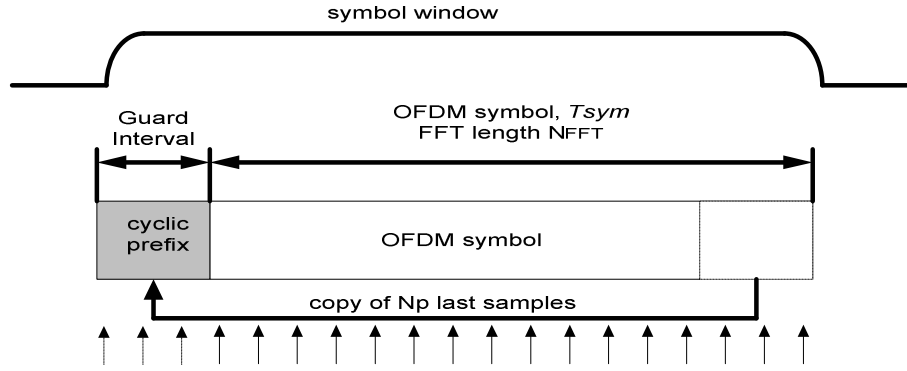 symbol window
Guard
Interval
OFDM symbol, Tsym
FFT length NFFT
cyclic
prefix
OFDM symbol
copy of Np last samples